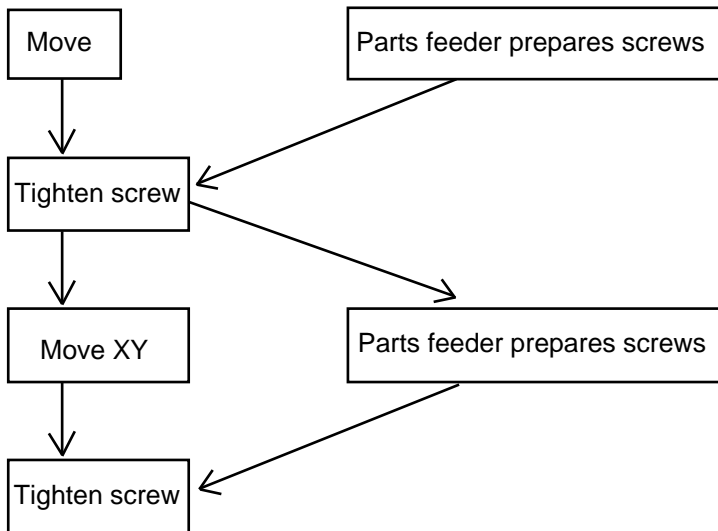 Move
Parts feeder prepares screws
Tighten screw
Move XY
Parts feeder prepares screws
Tighten screw